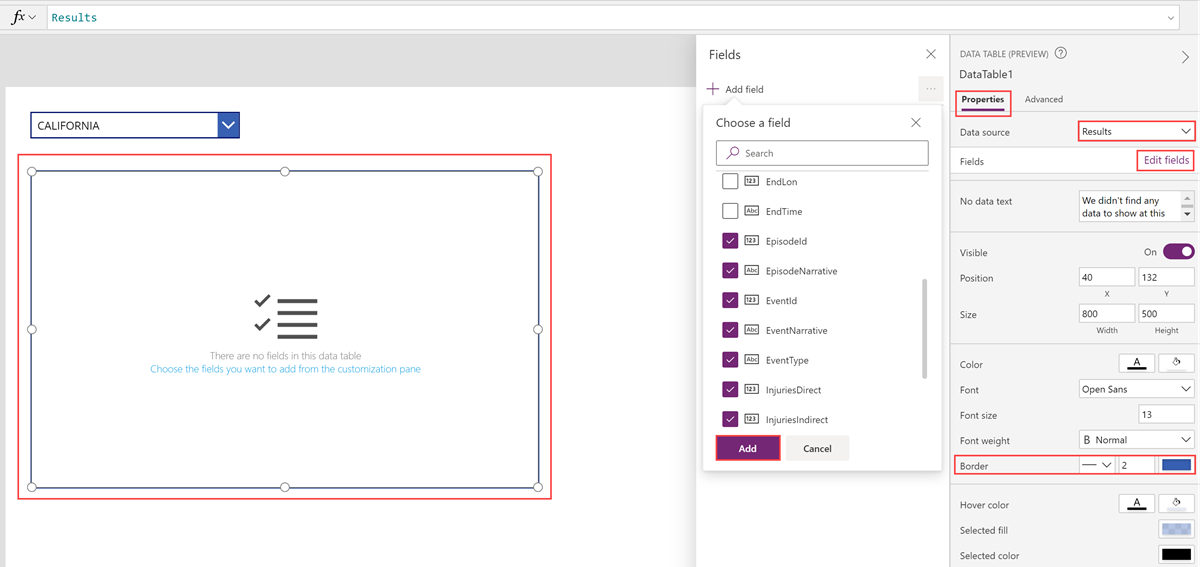 fx
Results
CALIFORNIA
There are no fields in this data table
Choose the fields you want to add from the customization pane
Fields
Add field
...
Choose a field
Search
123 EndLon
Abc EndTime
123 EpisodeId
Abc EpisodeNarrative
123 EventId
Abc EventNarrative
Abc EventType
123 InjuriesDirect
123 InjuriesIndirect
Add Cancel
DATA TABLE (PREVIEW) ?
DataTable1
Properties Advanced
Data source Results
Fields Edit fields
No data text We didn't find any
data to show at this
Visible On
Position 40 132
X Y
Size 800 500
Width Height
Color A
Font Open Sans
Font size 13
Font weight B Normal
Border 2
Hover color A
Selected fill
Selected color